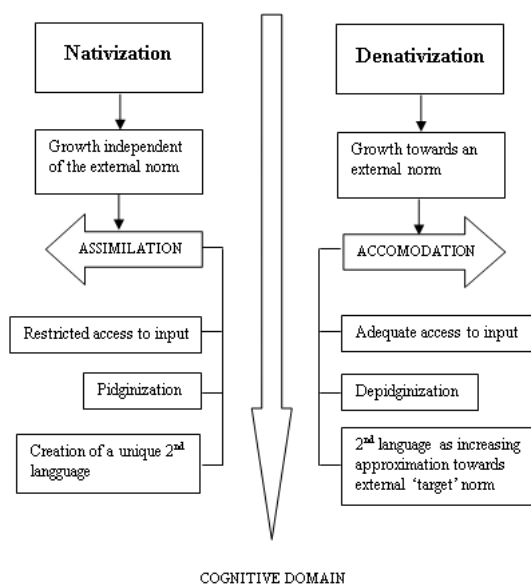 Nativization
Growth independent
of the external norm
ASSIMILATION
Restricted access to input
Pidginization
Creation of a unique 2nd
langguage
Denativization
Growth towards an
external norm
ACCOMODATION
Adequate access to input
Depidginization
2nd language as increasing
approximation towards
external ‘target’ norm
COGNITIVE DOMAIN